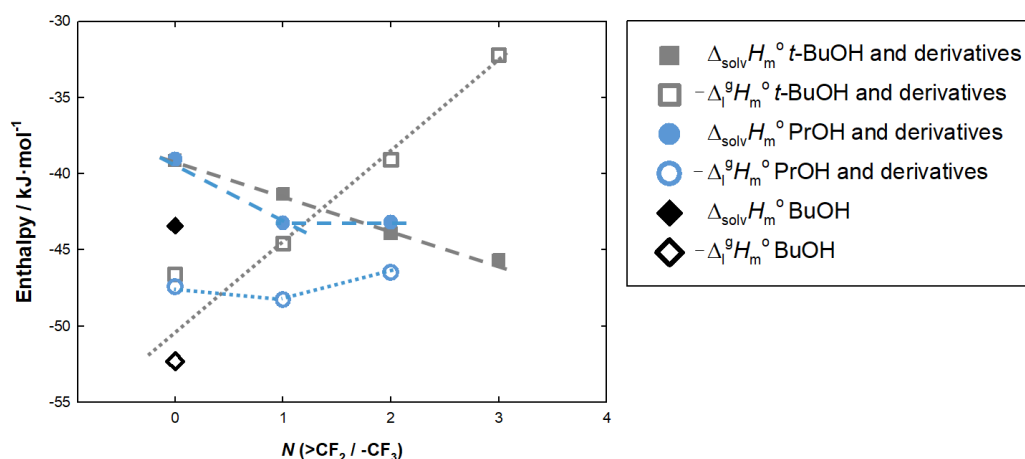 Enthalpy / kJ·mol⁻¹
-30
-35
-40
-45
-50
-55
0 1 2 3 4
N (>CF₂ / -CF₃)
ΔsolvHₘ° t-BuOH and derivatives
−ΔₗᵍHₘ° t-BuOH and derivatives
ΔsolvHₘ° PrOH and derivatives
−ΔₗᵍHₘ° PrOH and derivatives
ΔsolvHₘ° BuOH
−ΔₗᵍHₘ° BuOH